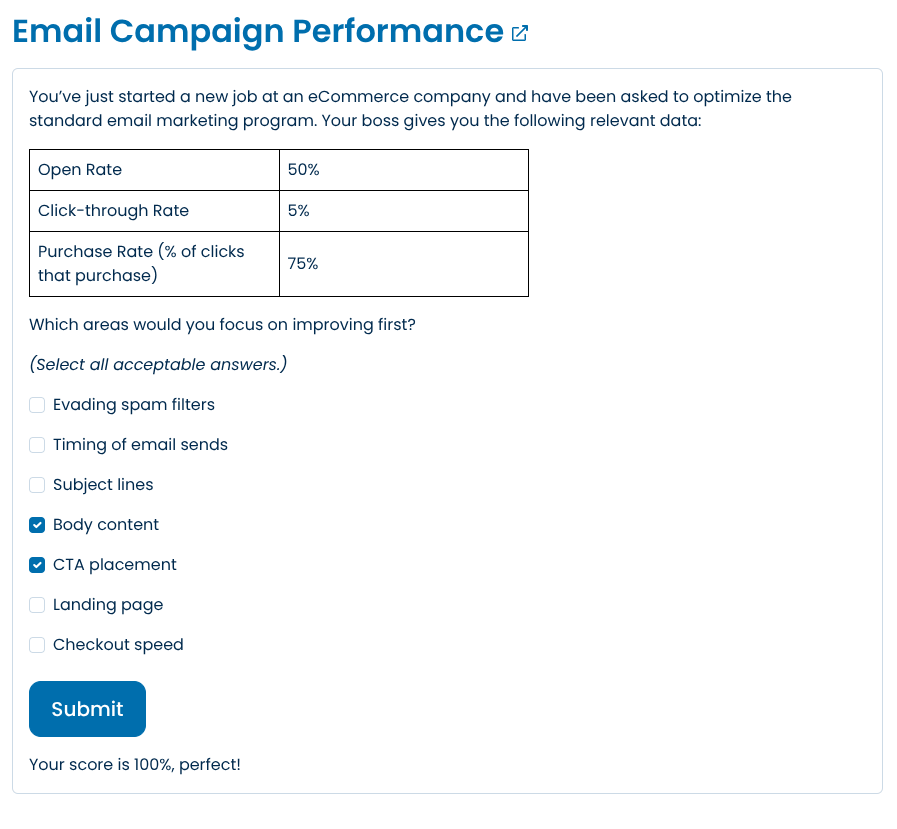 Email Campaign Performance
You’ve just started a new job at an eCommerce company and have been asked to optimize the
standard email marketing program. Your boss gives you the following relevant data:
Open Rate 50%
Click-through Rate 5%
Purchase Rate (% of clicks
that purchase) 75%
Which areas would you focus on improving first?
(Select all acceptable answers.)
Evading spam filters
Timing of email sends
Subject lines
Body content
CTA placement
Landing page
Checkout speed
Submit
Your score is 100%, perfect!